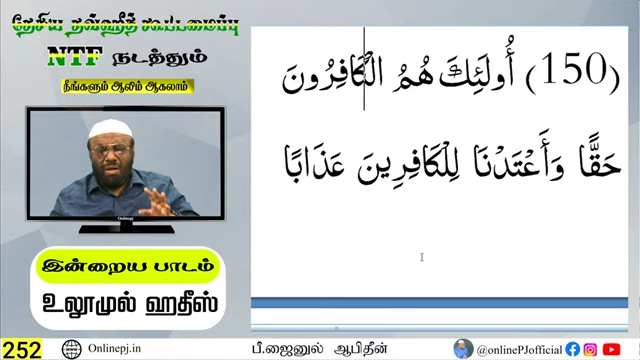 தேசிய தவ்ஹீத் கூட்டமைப்பு
NTF நடத்தும்
நீங்களும் ஆலிம் ஆகலாம்
Onlinepj
இன்றைய பாடம்
உலூமுல் ஹதீஸ்
(150) أُولَئِكَ هُمُ الْكَافِرُونَ
حَقًّا وَأَعْتَدْنَا لِلْكَافِرِينَ عَذَابًا
252
Onlinepj.in
பீ.ஜைனுல் ஆபிதீன்
@onlinePJofficial